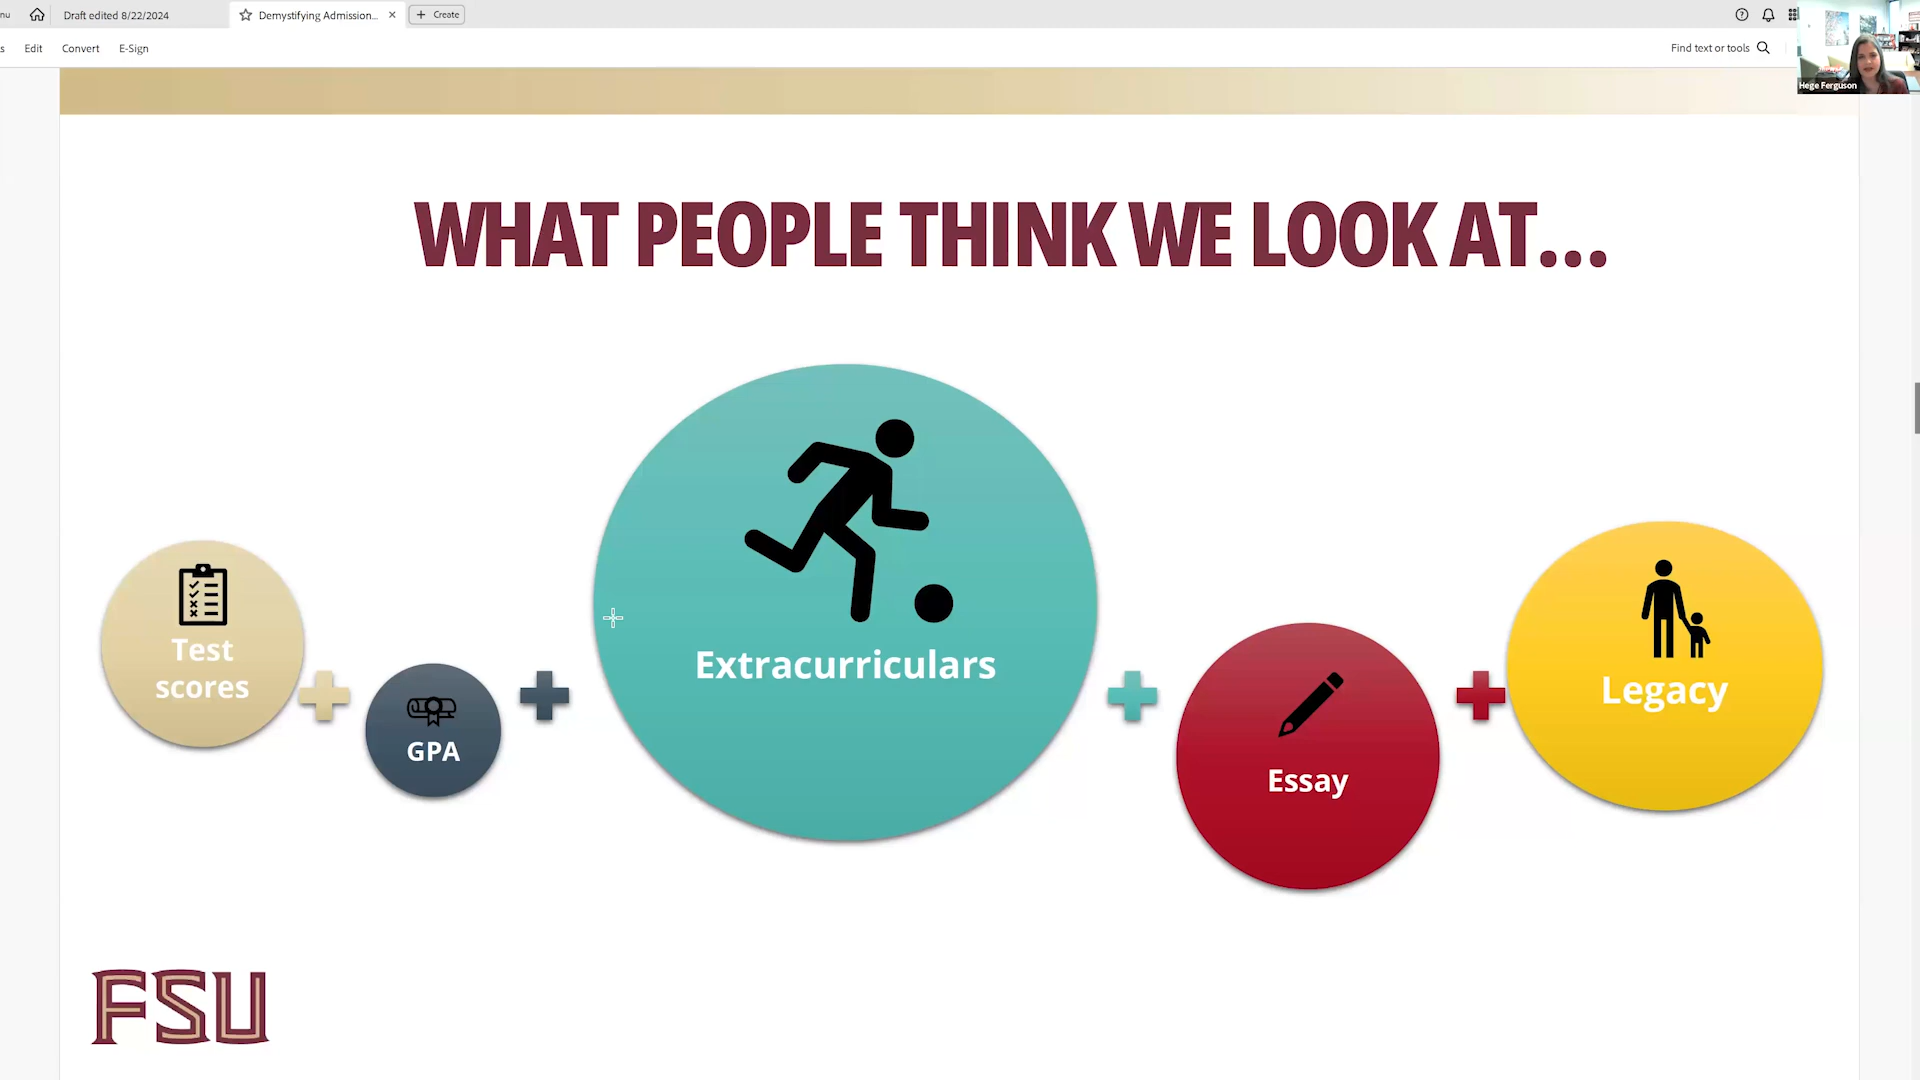 nu
Draft edited 8/22/2024
Demystifying Admission...
Create
s
Edit
Convert
E-Sign
Find text or tools
Hege Ferguson
WHAT PEOPLE THINK WE LOOK AT...
Test
scores
GPA
Extracurriculars
Essay
Legacy
FSU